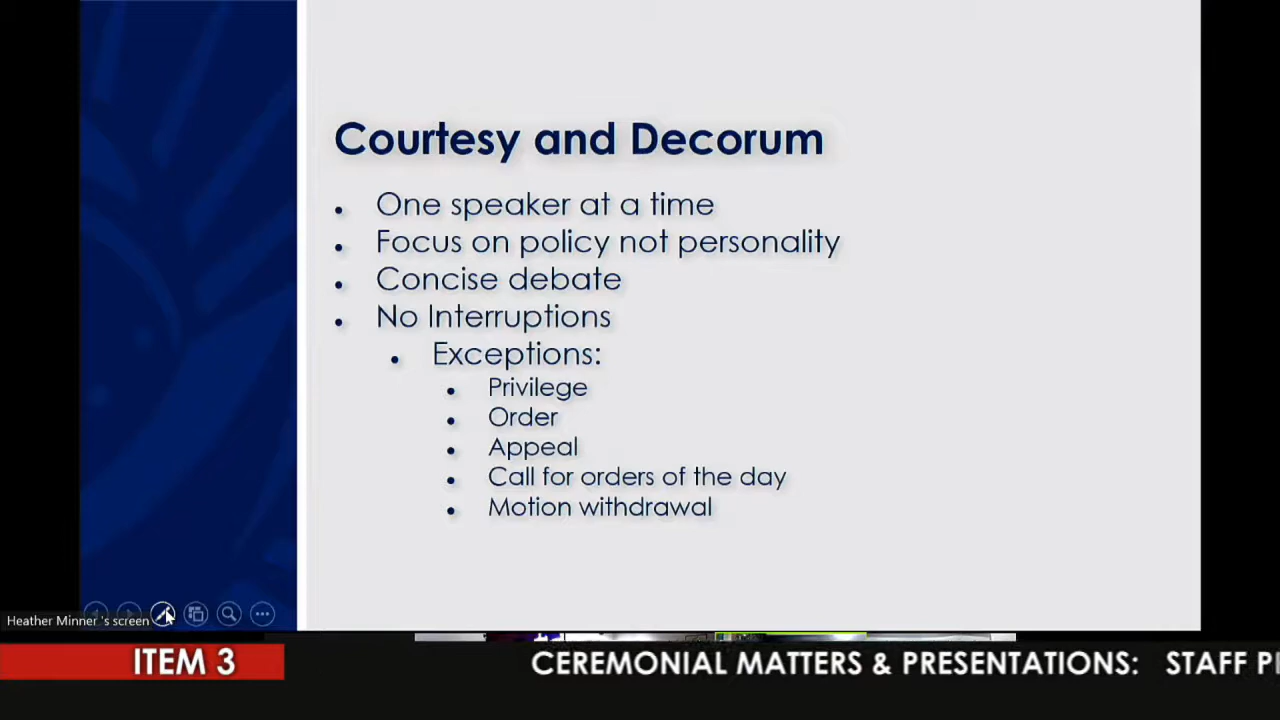 Courtesy and Decorum
• One speaker at a time
• Focus on policy not personality
• Concise debate
• No Interruptions
• Exceptions:
• Privilege
• Order
• Appeal
• Call for orders of the day
• Motion withdrawal
Heather Minner 's screen
ITEM 3
CEREMONIAL MATTERS & PRESENTATIONS: STAFF